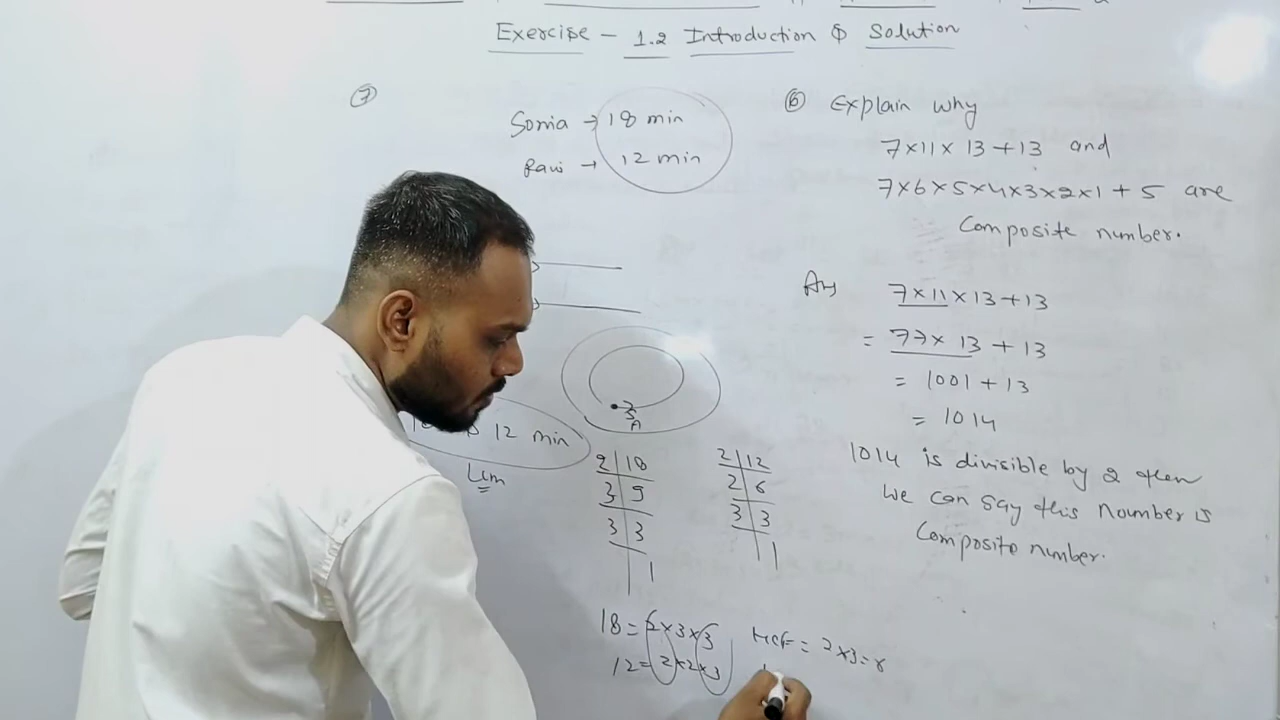 Exercise - 1.2 Introduction & Solution
⑦
Sonia → 18 min
Ravi → 12 min
12 min
Lcm
A
2 | 18
3 | 9
3 | 3
1
2 | 12
2 | 6
3 | 3
1
18 = 2×3×3
12 = 2×2×3
HCF = 2×3=6
⑥ Explain why
7×11×13+13 and
7×6×5×4×3×2×1+5 are
Composite number.
Ans 7×11×13+13
= 77×13+13
= 1001+13
= 1014
1014 is divisible by 2 then
we can say this number is
Composite number.